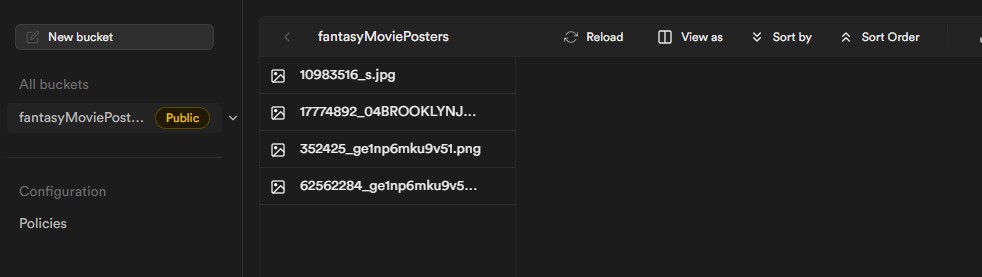 New bucket
All buckets
fantasyMoviePost... Public
Configuration
Policies
fantasyMoviePosters Reload View as Sort by Sort Order
10983516_s.jpg
17774892_04BROOKLYNJ...
352425_ge1np6mku9v51.png
62562284_ge1np6mku9v5...